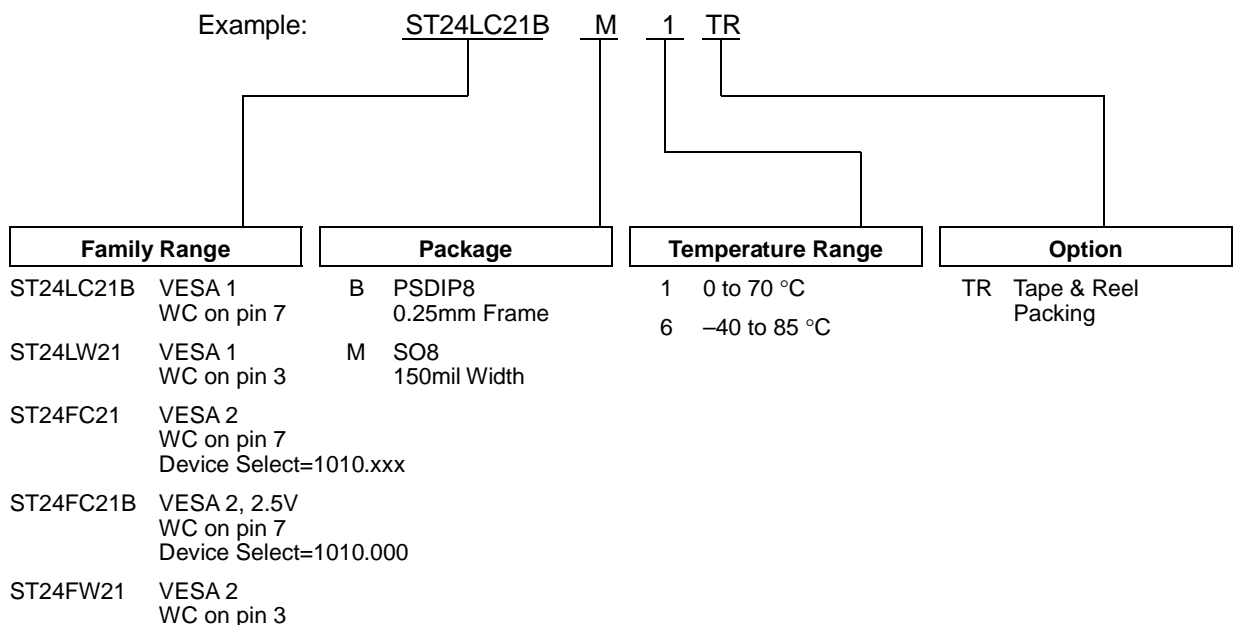 Example: ST24LC21B M 1 TR
Family Range
Package
Temperature Range
Option
ST24LC21B VESA 1
WC on pin 7
ST24LW21 VESA 1
WC on pin 3
ST24FC21 VESA 2
WC on pin 7
Device Select=1010.xxx
ST24FC21B VESA 2, 2.5V
WC on pin 7
Device Select=1010.000
ST24FW21 VESA 2
WC on pin 3
B PSDIP8
0.25mm Frame
M SO8
150mil Width
1 0 to 70 °C
6 –40 to 85 °C
TR Tape & Reel
Packing